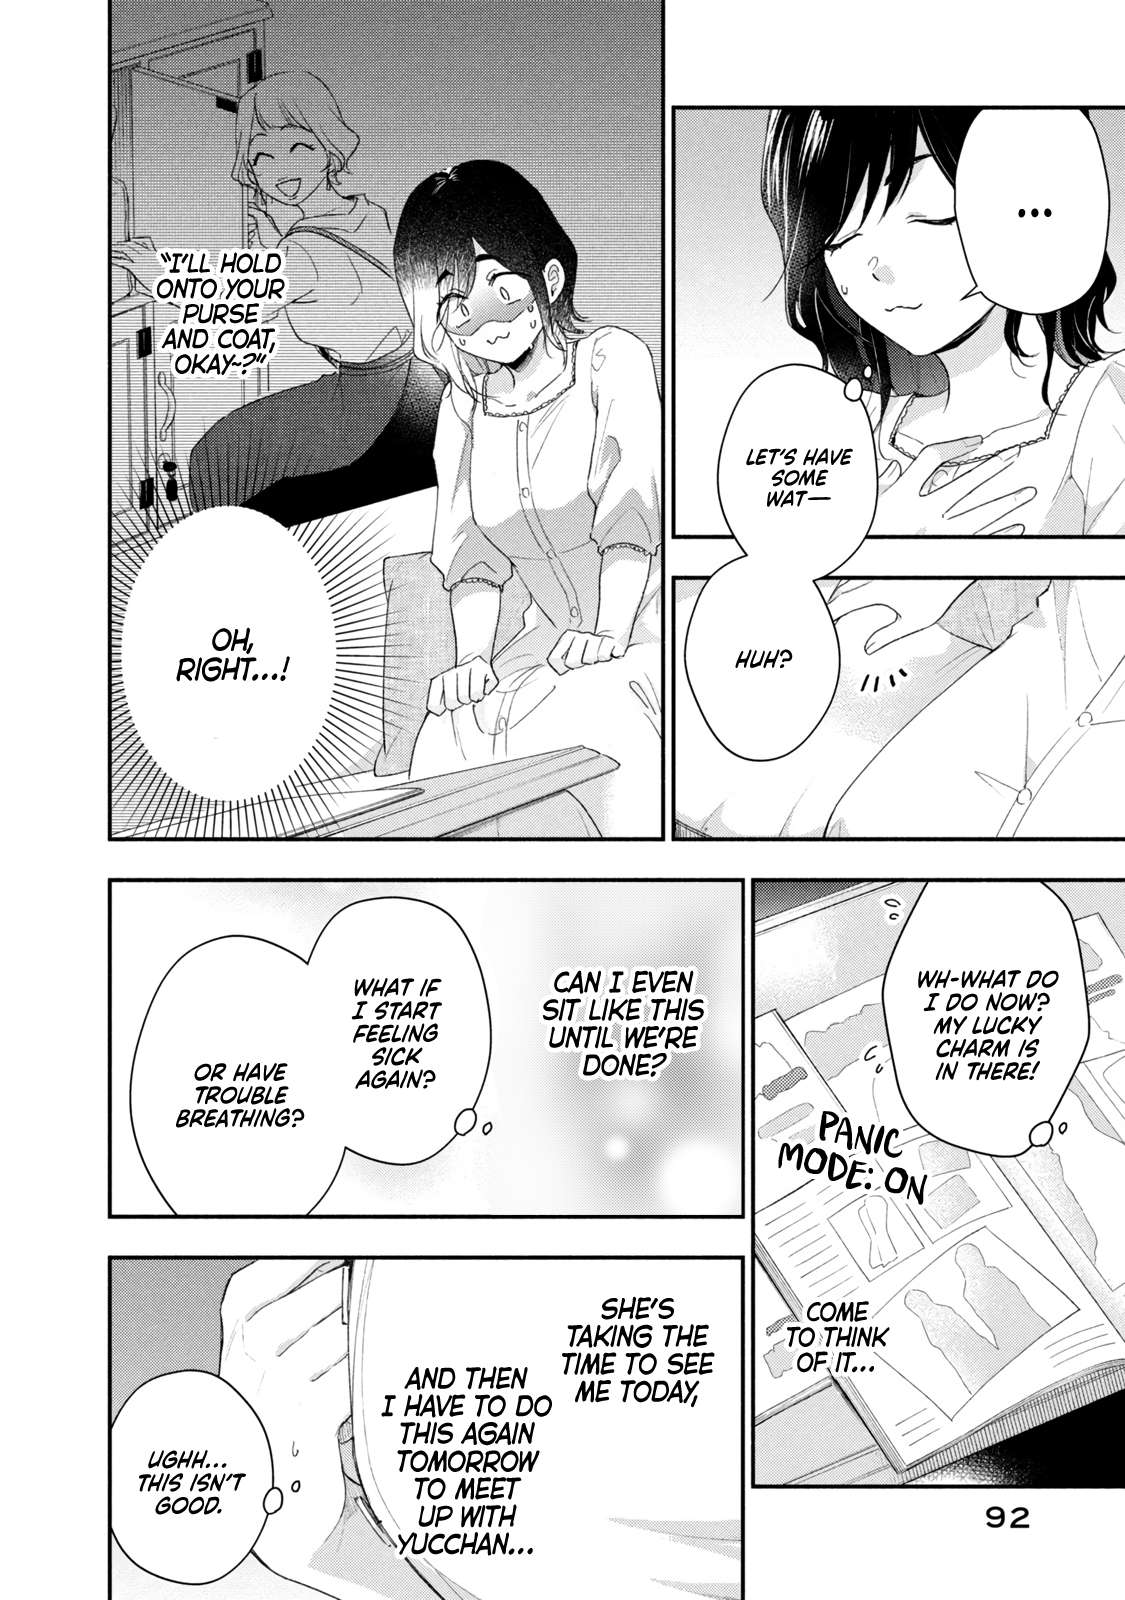 ...
LET'S HAVE
SOME
WAT—
HUH?
"I'LL HOLD
ONTO YOUR
PURSE
AND COAT,
OKAY~?"
OH,
RIGHT...!
WH-WHAT DO
I DO NOW?
MY LUCKY
CHARM IS
IN THERE!
PANIC
MODE: ON
COME
TO THINK
OF IT...
CAN I EVEN
SIT LIKE THIS
UNTIL WE'RE
DONE?
WHAT IF
I START
FEELING
SICK
AGAIN?
OR HAVE
TROUBLE
BREATHING?
SHE'S
TAKING THE
TIME TO SEE
ME TODAY,
AND THEN
I HAVE TO DO
THIS AGAIN
TOMORROW
TO MEET
UP WITH
YUCCHAN...
UGHH...
THIS ISN'T
GOOD.
92